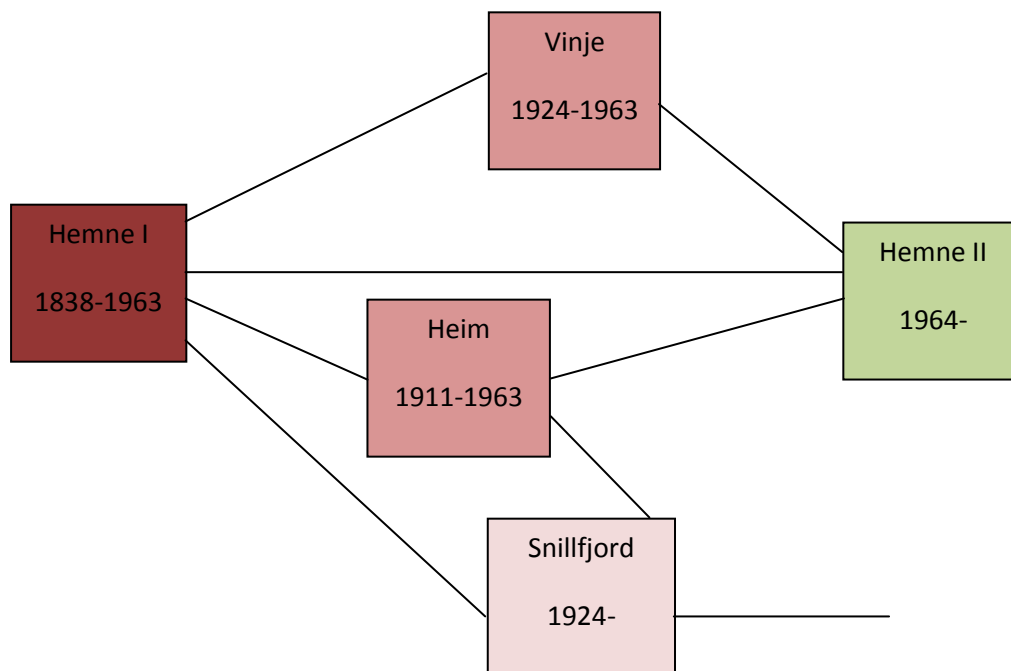 Vinje
1924-1963
Hemne I
1838-1963
Hemne II
1964-
Heim
1911-1963
Snillfjord
1924-